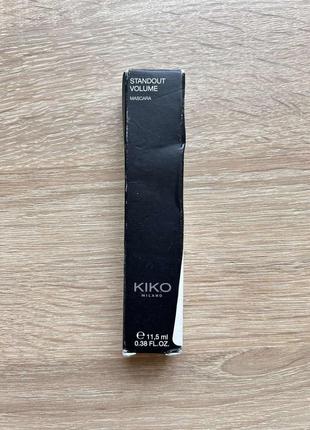 STANDOUT
VOLUME
MASCARA
KIKO
MILANO
℮ 11,5 ml
0.38 FL.OZ.